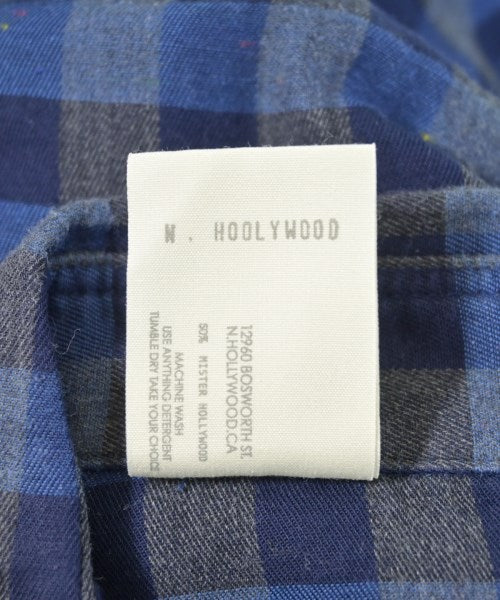 N. HOOLYWOOD
12960 BOSWORTH ST.
N.HOLLYWOOD.CA
50% MISTER HOLLYWOOD
MACHINE WASH
USE ANYTHING DETERGENT
TUMBLE DRY TAKE YOUR CHOICE